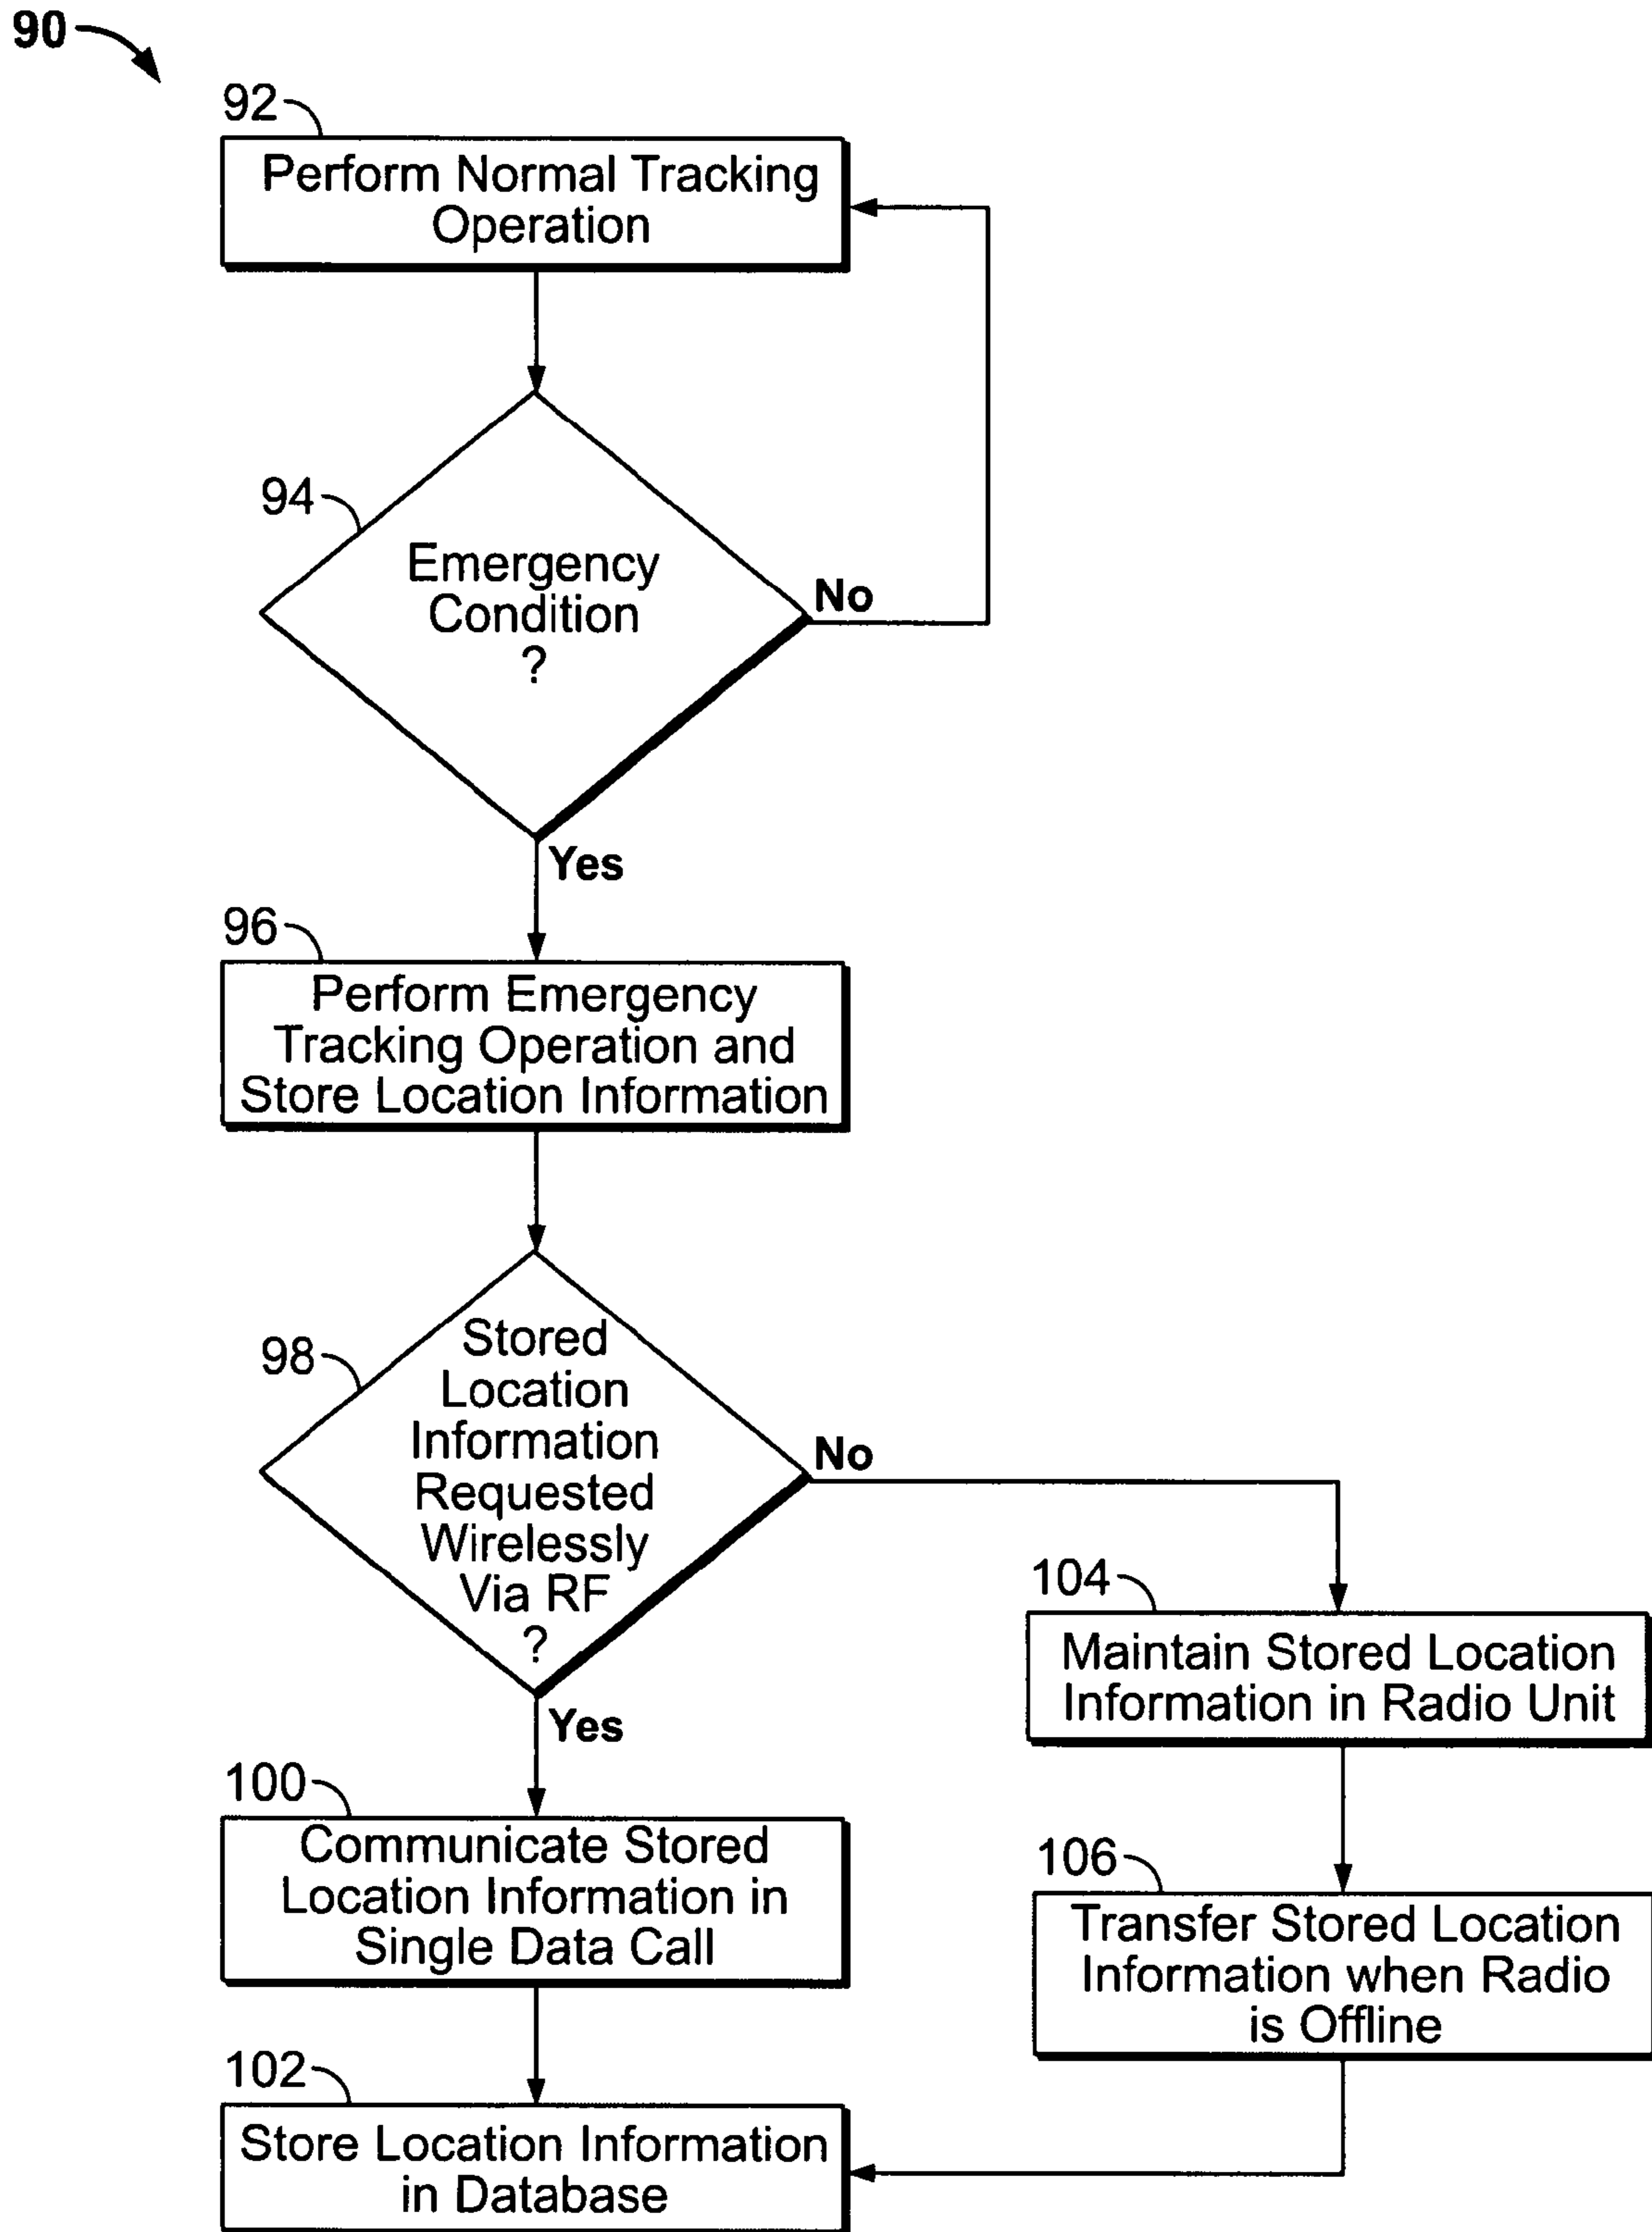 90
92
Perform Normal Tracking
Operation
94
Emergency
Condition
?
No
Yes
96
Perform Emergency
Tracking Operation and
Store Location Information
98
Stored
Location
Information
Requested
Wirelessly
Via RF
?
No
Yes
104
Maintain Stored Location
Information in Radio Unit
100
Communicate Stored
Location Information in
Single Data Call
106
Transfer Stored Location
Information when Radio
is Offline
102
Store Location Information
in Database